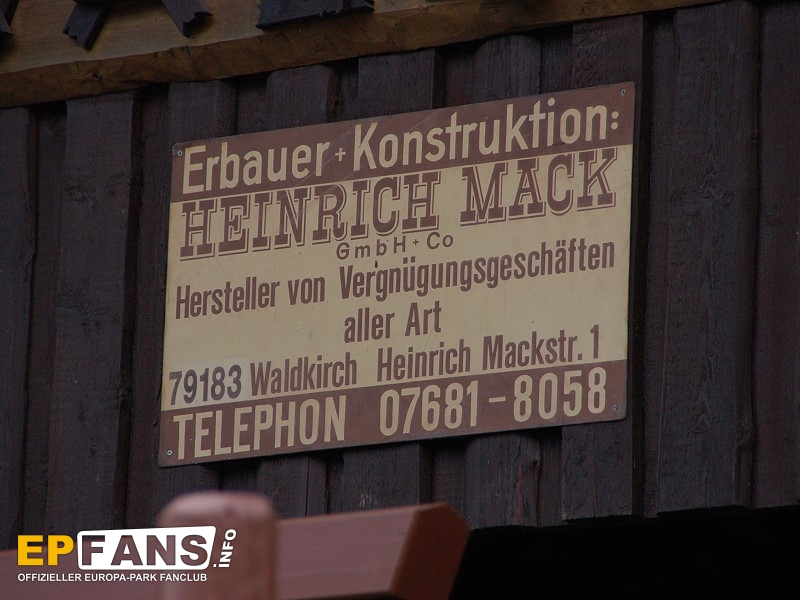 Erbauer + Konstruktion:
HEINRICH MACK
GmbH + Co
Hersteller von Vergnügungsgeschäften
aller Art
79183 Waldkirch Heinrich Mackstr. 1
TELEPHON 07681-8058
EPFANS.INFO
OFFIZIELLER EUROPA-PARK FANCLUB